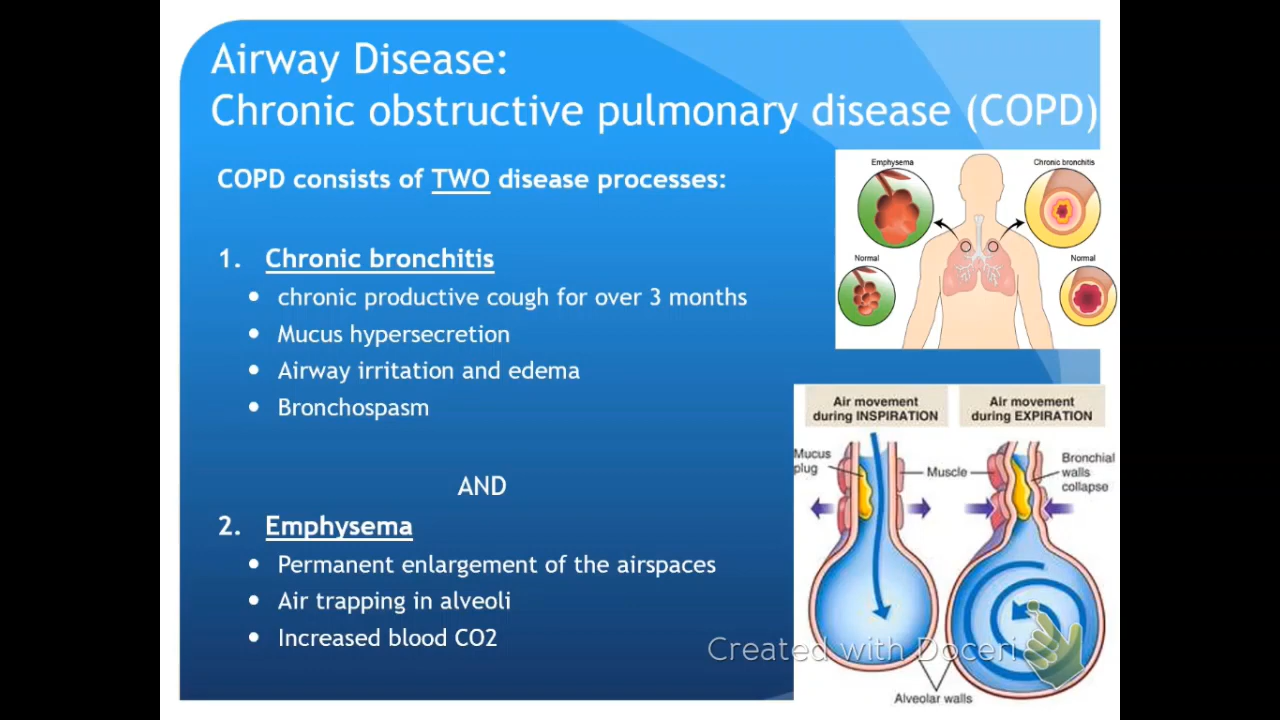 Airway Disease:
Chronic obstructive pulmonary disease (COPD)
COPD consists of TWO disease processes:
1. Chronic bronchitis
• chronic productive cough for over 3 months
• Mucus hypersecretion
• Airway irritation and edema
• Bronchospasm
AND
2. Emphysema
• Permanent enlargement of the airspaces
• Air trapping in alveoli
• Increased blood CO2
Emphysema
Chronic bronchitis
Normal
Normal
Air movement
during INSPIRATION
Air movement
during EXPIRATION
Mucus
plug
Muscle
Bronchial
walls
collapse
Alveolar walls
Created with Doceri